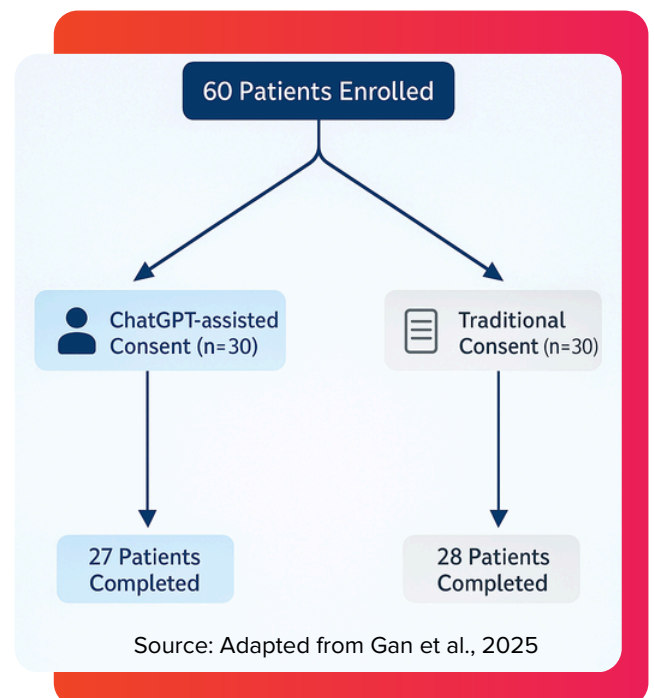 60 Patients Enrolled
ChatGPT-assisted
Consent (n=30)
Traditional
Consent (n=30)
27 Patients
Completed
28 Patients
Completed
Source: Adapted from Gan et al., 2025